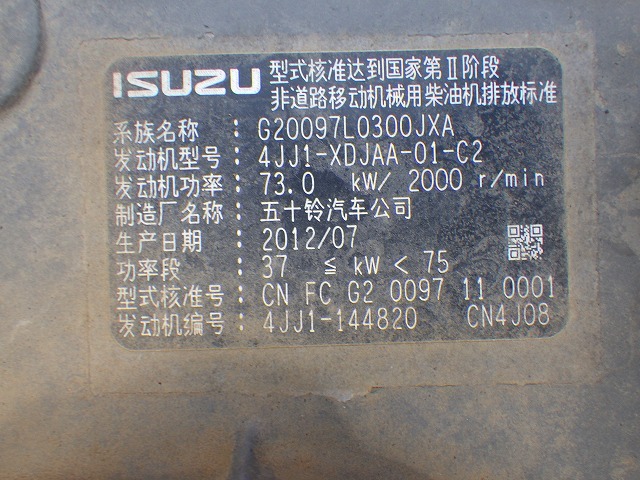 ISUZU 型式核准达到国家第Ⅱ阶段
非道路移动机械用柴油机排放标准
系族名称 : G20097L0300JXA
发动机型号 : 4JJ1-XDJAA-01-C2
发动机功率 : 73.0 kW/ 2000 r/min
制造厂名称 : 五十铃汽车公司
生产日期 : 2012/07
功率段 : 37 ≦ kW < 75
型式核准号 : CN FC G2 0097 11 0001
发动机编号 : 4JJ1-144820 CN4J08